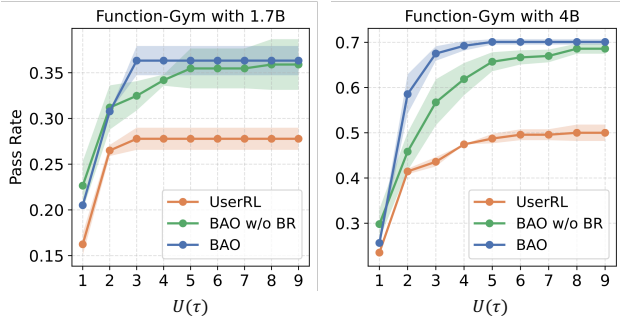 Function-Gym with 1.7B
Pass Rate
0.35
0.30
0.25
0.20
0.15
UserRL
BAO w/o BR
BAO
1 2 3 4 5 6 7 8 9
U(τ)
Function-Gym with 4B
0.7
0.6
0.5
0.4
0.3
UserRL
BAO w/o BR
BAO
1 2 3 4 5 6 7 8 9
U(τ)